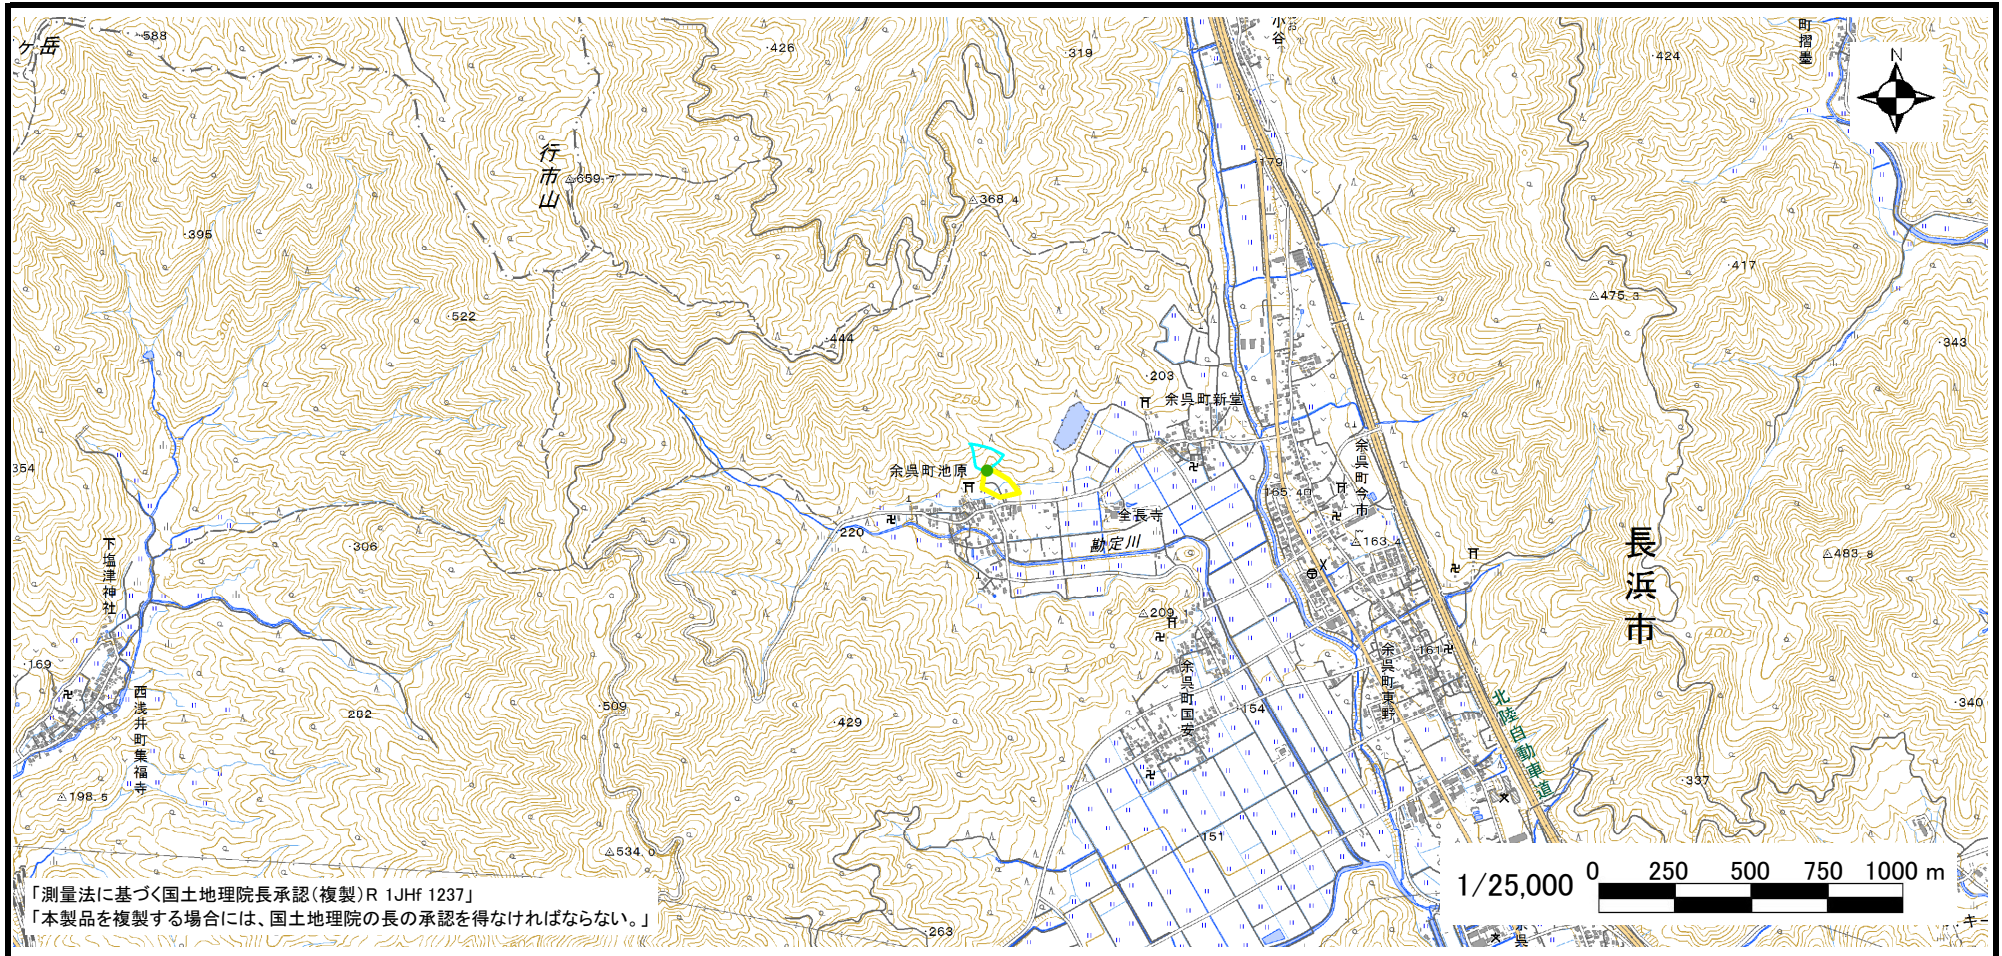 ヶ岳
588
426
319
小谷
424
町摺墨
N
行市山
659.7
179
368.4
395
417
475.3
522
444
343
203
余呉町新堂
250
300
354
余呉町池原
余呉町今市
165.4
全長寺
勘定川
220
163.4
長浜市
483.8
306
下塩津神社
209.1
169
余呉町国安
余呉町東野
161
西浅井町集福寺
282
509
429
154
340
北陸自動車道
337
198.5
534.0
151
263
1/25,000
0 250 500 750 1000 m
「測量法に基づく国土地理院長承認(複製)R 1JHf 1237」
「本製品を複製する場合には、国土地理院の長の承認を得なければならない。」
キー